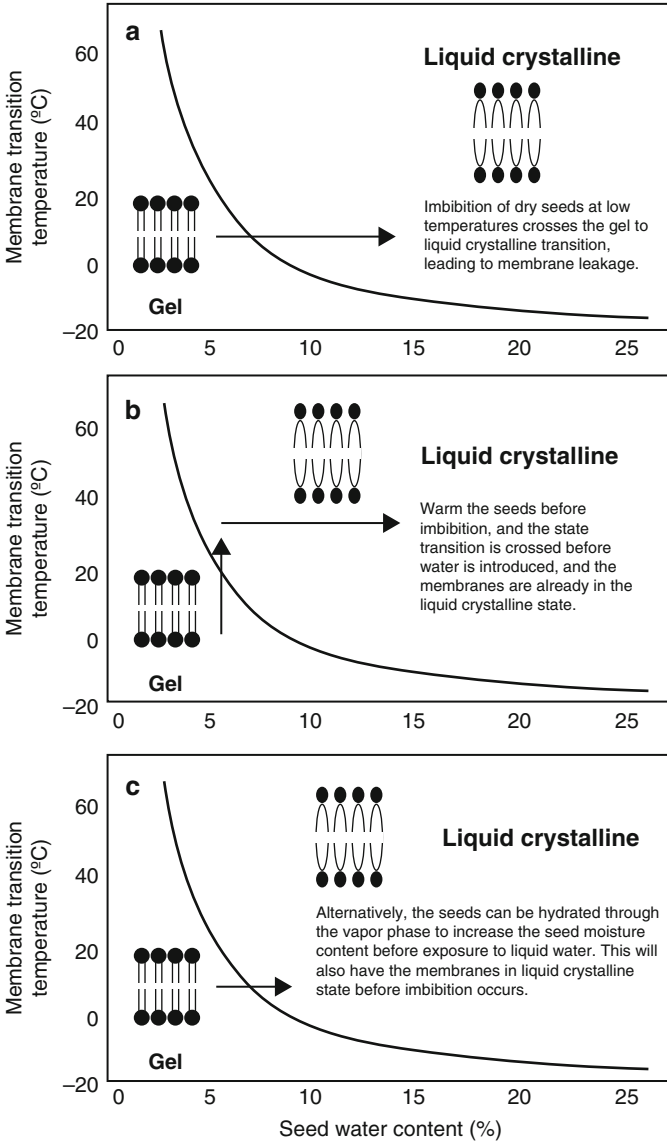 a
Liquid crystalline
Imbibition of dry seeds at low
temperatures crosses the gel to
liquid crystalline transition,
leading to membrane leakage.
Gel
Membrane transition
temperature (ºC)
60
40
20
0
–20
0 5 10 15 20 25
b
Liquid crystalline
Warm the seeds before
imbibition, and the state
transition is crossed before
water is introduced, and the
membranes are already in the
liquid crystalline state.
Gel
Membrane transition
temperature (ºC)
60
40
20
0
–20
0 5 10 15 20 25
c
Liquid crystalline
Alternatively, the seeds can be hydrated through
the vapor phase to increase the seed moisture
content before exposure to liquid water. This will
also have the membranes in liquid crystalline
state before imbibition occurs.
Gel
Membrane transition
temperature (ºC)
60
40
20
0
–20
0 5 10 15 20 25
Seed water content (%)